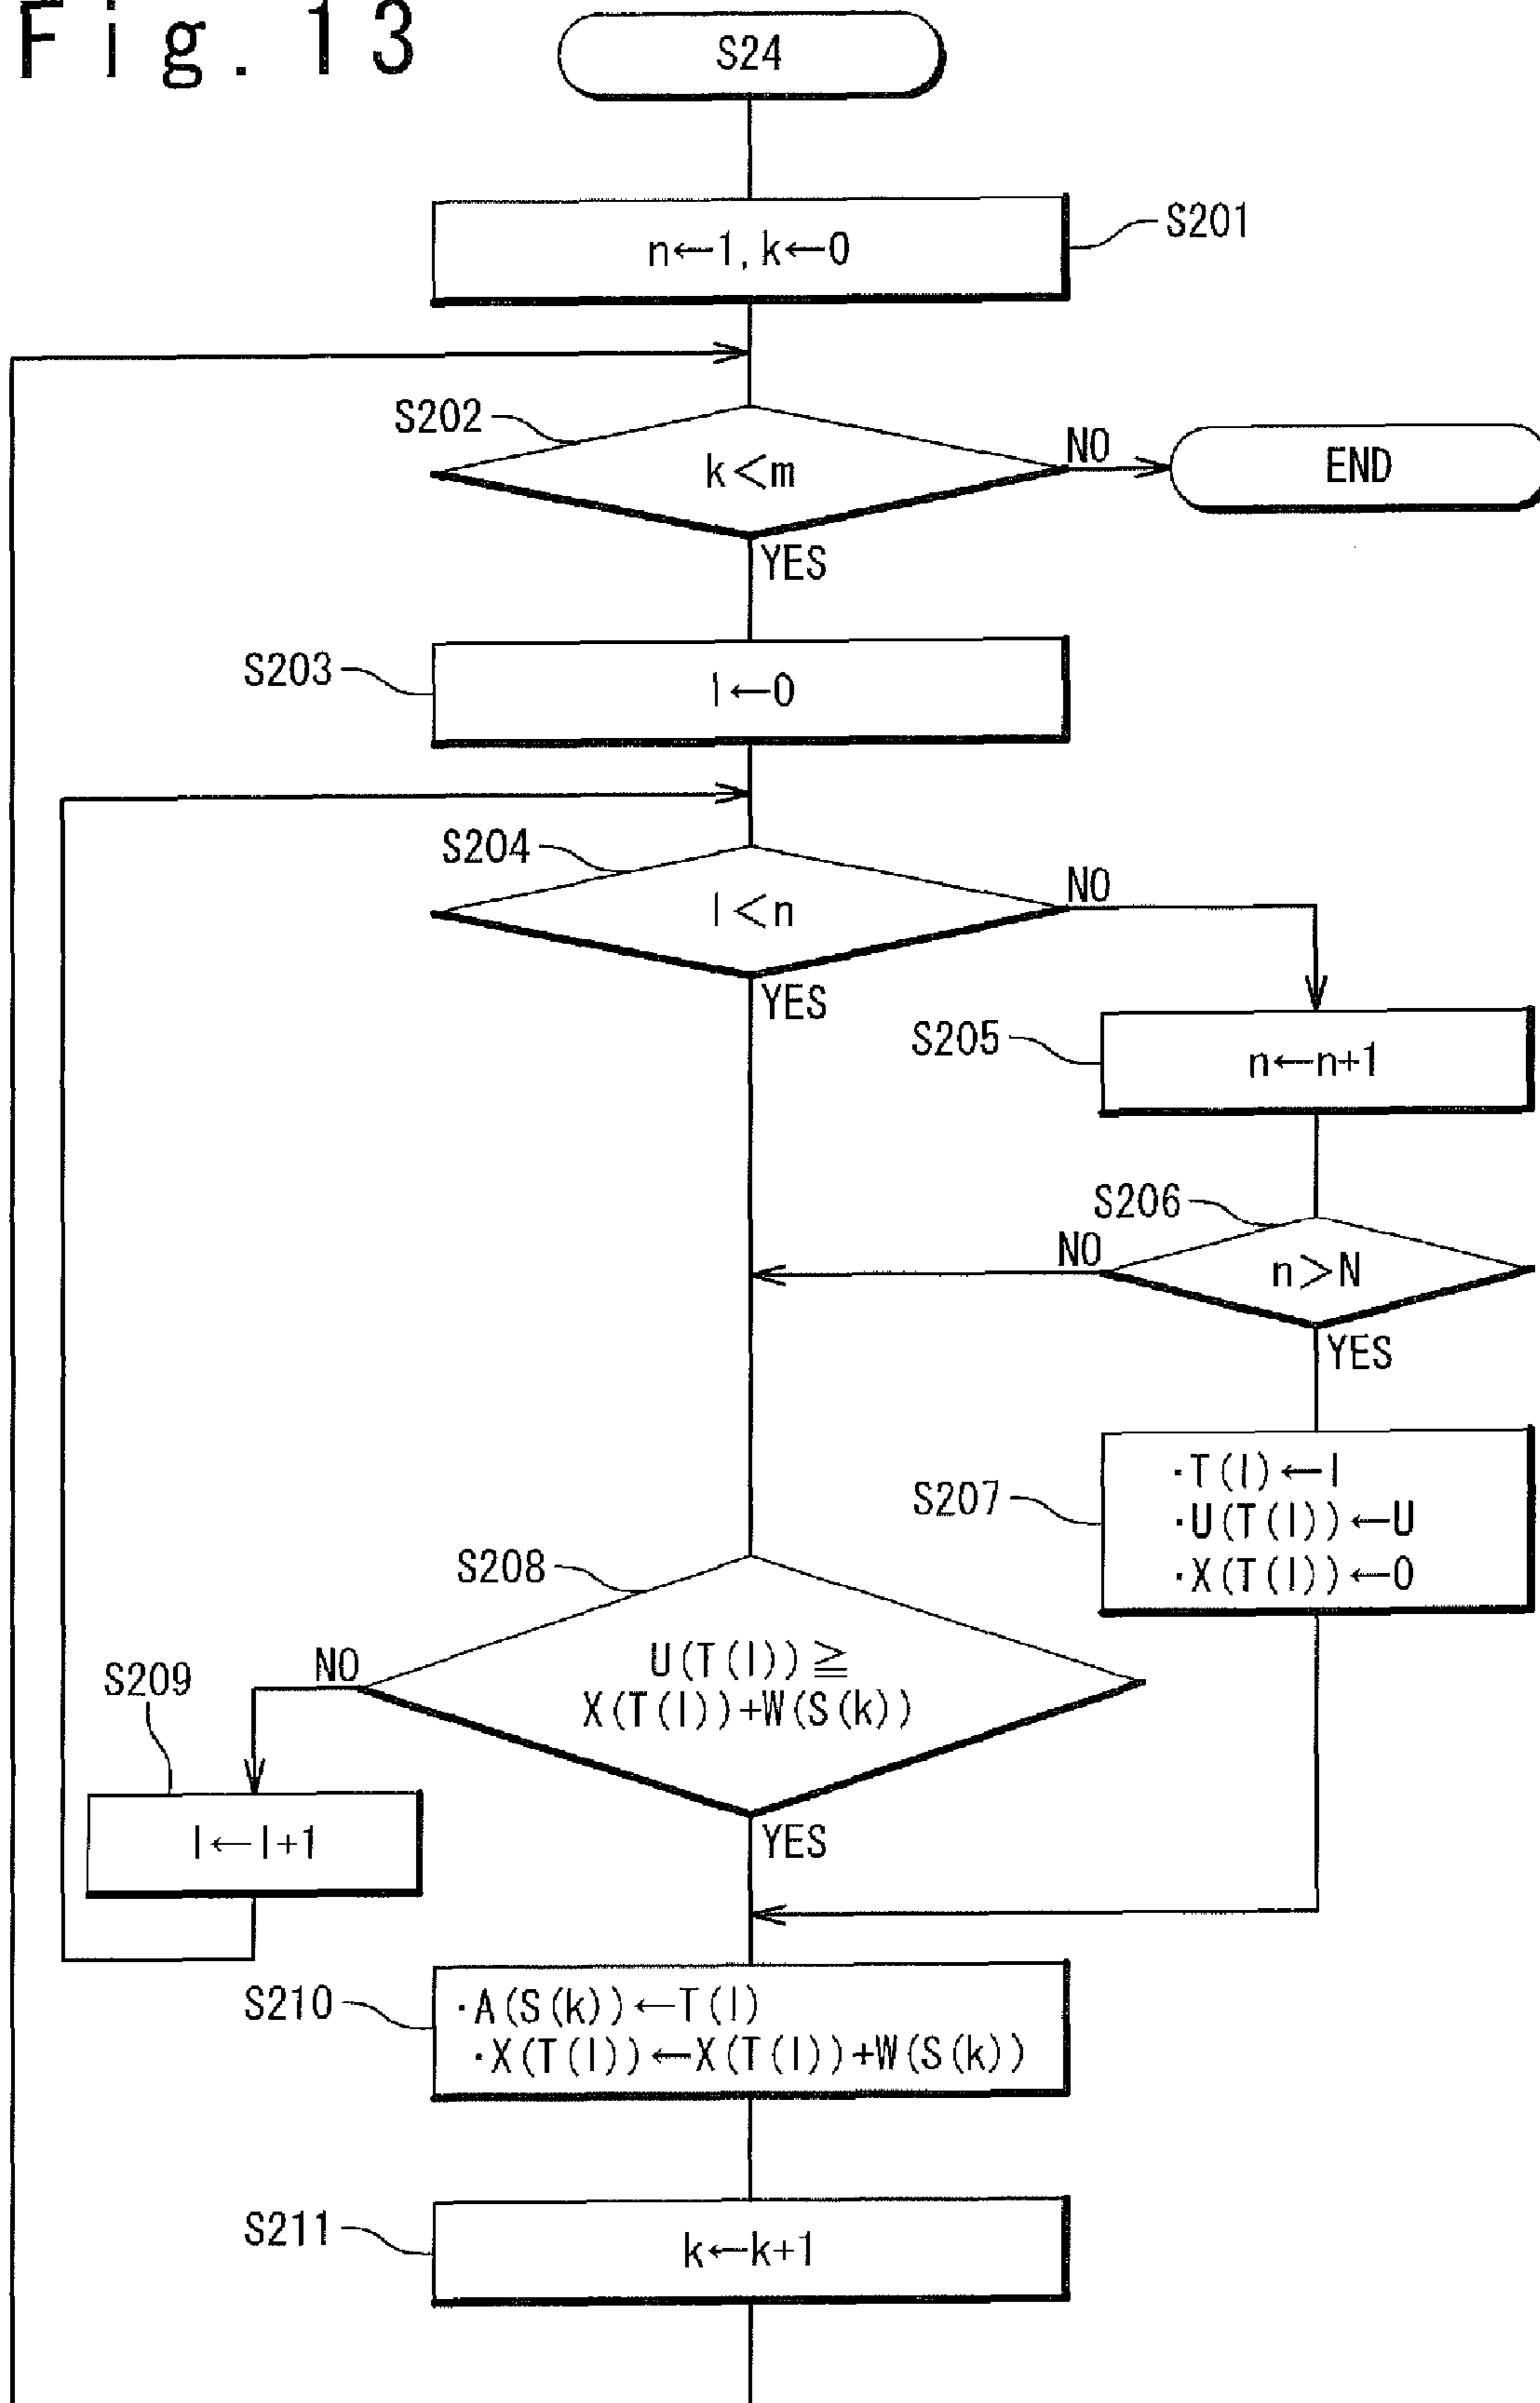 Fig. 13
S24
n←1, k←0
S201
S202
k<m
NO
END
YES
S203
l←0
S204
l<n
NO
YES
S205
n←n+1
S206
NO
n>N
YES
S207
·T(l)←l
·U(T(l))←U
·X(T(l))←0
S208
U(T(l))≧
X(T(l))+W(S(k))
NO
YES
S209
l←l+1
S210
·A(S(k))←T(l)
·X(T(l))←X(T(l))+W(S(k))
S211
k←k+1